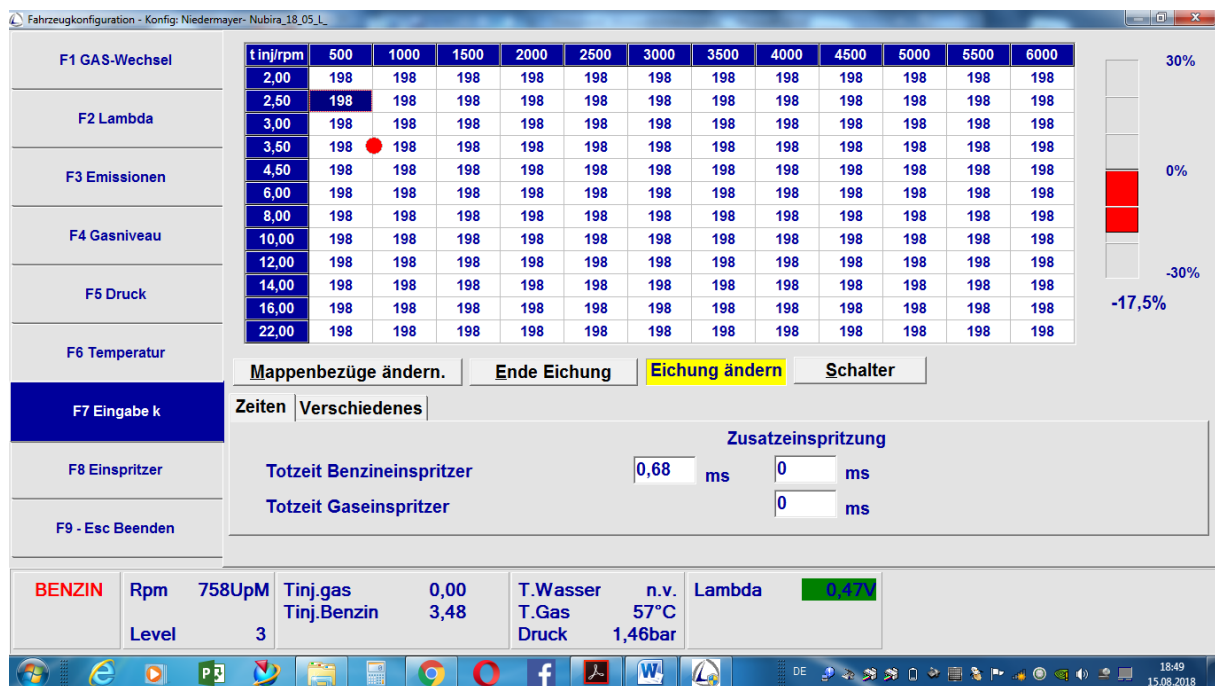 Fahrzeugkonfiguration - Konfig: Niedermayer- Nubira_18_05_L_
F1 GAS-Wechsel
F2 Lambda
F3 Emissionen
F4 Gasniveau
F5 Druck
F6 Temperatur
F7 Eingabe k
F8 Einspritzer
F9 - Esc Beenden
t inj/rpm 500 1000 1500 2000 2500 3000 3500 4000 4500 5000 5500 6000
2,00 198 198 198 198 198 198 198 198 198 198 198 198
2,50 198 198 198 198 198 198 198 198 198 198 198 198
3,00 198 198 198 198 198 198 198 198 198 198 198 198
3,50 198 198 198 198 198 198 198 198 198 198 198 198
4,50 198 198 198 198 198 198 198 198 198 198 198 198
6,00 198 198 198 198 198 198 198 198 198 198 198 198
8,00 198 198 198 198 198 198 198 198 198 198 198 198
10,00 198 198 198 198 198 198 198 198 198 198 198 198
12,00 198 198 198 198 198 198 198 198 198 198 198 198
14,00 198 198 198 198 198 198 198 198 198 198 198 198
16,00 198 198 198 198 198 198 198 198 198 198 198 198
22,00 198 198 198 198 198 198 198 198 198 198 198 198
30%
0%
-30%
-17,5%
Mappenbezüge ändern. Ende Eichung Eichung ändern Schalter
Zeiten Verschiedenes
Zusatzeinspritzung
Totzeit Benzineinspritzer 0,68 ms 0 ms
Totzeit Gaseinspritzer 0 ms
BENZIN Rpm 758UpM Tinj.gas 0,00 T.Wasser n.v. Lambda 0,47V
Tinj.Benzin 3,48 T.Gas 57°C
Level 3 Druck 1,46bar
DE 18:49
15.08.2018